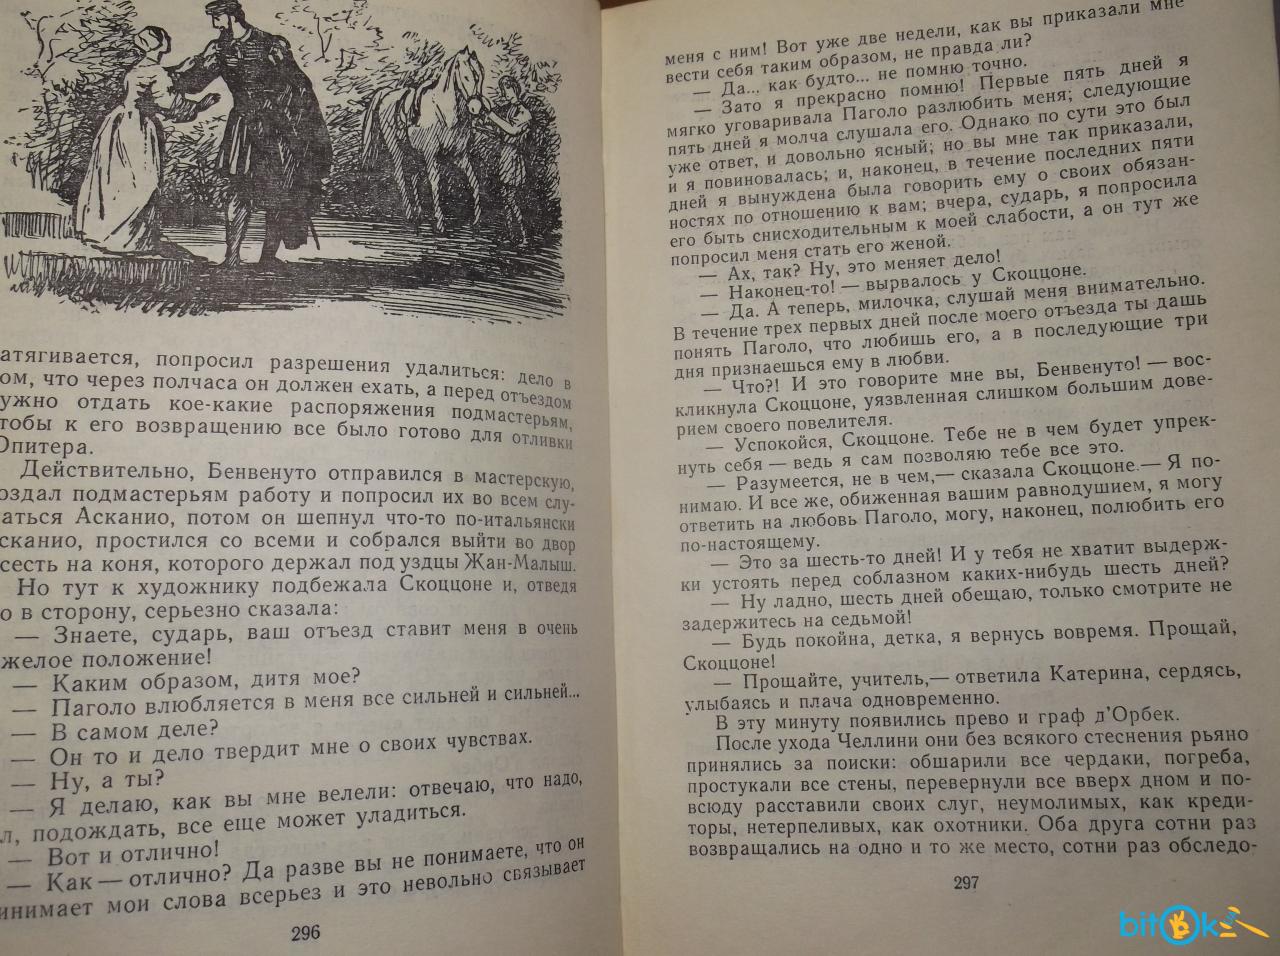 атягивается, попросил разрешения удалиться: дело в
ом, что через полчаса он должен ехать, а перед отъездом
ужно отдать кое-какие распоряжения подмастерьям,
тобы к его возвращению все было готово для отливки
Опитера.
Действительно, Бенвенуто отправился в мастерскую,
оздал подмастерьям работу и попросил их во всем слу-
аться Асканио, потом он шепнул что-то по-итальянски
сканио, простился со всеми и собрался выйти во двор
сесть на коня, которого держал под уздцы Жан-Малыш.
Но тут к художнику подбежала Скоццоне и, отведя
о в сторону, серьезно сказала:
— Знаете, сударь, ваш отъезд ставит меня в очень
желое положение!
— Каким образом, дитя мое?
— Паголо влюбляется в меня все сильней и сильней...
— В самом деле?
— Он то и дело твердит мне о своих чувствах.
— Ну, а ты?
— Я делаю, как вы мне велели: отвечаю, что надо,
л, подождать, все еще может уладиться.
— Вот и отлично!
— Как — отлично? Да разве вы не понимаете, что он
инимает мои слова всерьез и это невольно связывает
296
меня с ним! Вот уже две недели, как вы приказали мне
вести себя таким образом, не правда ли?
— Да... как будто... не помню точно.
— Зато я прекрасно помню! Первые пять дней я
мягко уговаривала Паголо разлюбить меня; следующие
пять дней я молча слушала его. Однако по сути это был
уже ответ, и довольно ясный; но вы мне так приказали,
и я повиновалась; и, наконец, в течение последних пяти
дней я вынуждена была говорить ему о своих обязан-
ностях по отношению к вам; вчера, сударь, я попросила
его быть снисходительным к моей слабости, а он тут же
попросил меня стать его женой.
— Ах, так? Ну, это меняет дело!
— Наконец-то! — вырвалось у Скоццоне.
— Да. А теперь, милочка, слушай меня внимательно.
В течение трех первых дней после моего отъезда ты дашь
понять Паголо, что любишь его, а в последующие три
дня признаешься ему в любви.
— Что?! И это говорите мне вы, Бенвенуто! — вос-
кликнула Скоццоне, уязвленная слишком большим дове-
рием своего повелителя.
— Успокойся, Скоццоне. Тебе не в чем будет упрек-
нуть себя — ведь я сам позволяю тебе все это.
— Разумеется, не в чем,— сказала Скоццоне.— Я по-
нимаю. И все же, обиженная вашим равнодушием, я могу
ответить на любовь Паголо, могу, наконец, полюбить его
по-настоящему.
— Это за шесть-то дней! И у тебя не хватит выдерж-
ки устоять перед соблазном каких-нибудь шесть дней?
— Ну ладно, шесть дней обещаю, только смотрите не
задержитесь на седьмой!
— Будь покойна, детка, я вернусь вовремя. Прощай,
Скоццоне!
— Прощайте, учитель,— ответила Катерина, сердясь,
улыбаясь и плача одновременно.
В эту минуту появились прево и граф д'Орбек.
После ухода Челлини они без всякого стеснения рьяно
принялись за поиски: обшарили все чердаки, погреба,
простукали все стены, перевернули все вверх дном и по-
всюду расставили своих слуг, неумолимых, как креди-
торы, нетерпеливых, как охотники. Оба друга сотни раз
возвращались на одно и то же место, сотни раз обследо-
297